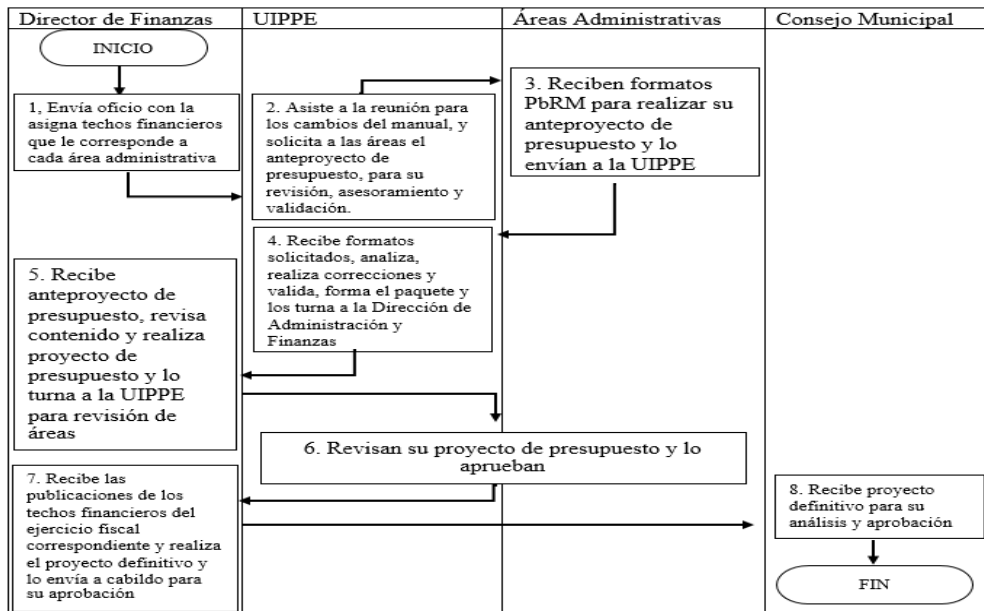 Director de Finanzas
UIPPE
Áreas Administrativas
Consejo Municipal
INICIO
1, Envía oficio con la
asigna techos financieros
que le corresponde a
cada área administrativa
2. Asiste a la reunión para
los cambios del manual, y
solicita a las áreas el
anteproyecto de
presupuesto, para su
revisión, asesoramiento y
validación.
3. Reciben formatos
PbRM para realizar su
anteproyecto de
presupuesto y lo
envían a la UIPPE
4. Recibe formatos
solicitados, analiza,
realiza correcciones y
valida, forma el paquete y
los turna a la Dirección de
Administración y
Finanzas
5. Recibe
anteproyecto de
presupuesto, revisa
contenido y realiza
proyecto de
presupuesto y lo
turna a la UIPPE
para revisión de
áreas
6. Revisan su proyecto de presupuesto y lo
aprueban
7. Recibe las
publicaciones de los
techos financieros del
ejercicio fiscal
correspondiente y realiza
el proyecto definitivo y
lo envía a cabildo para
su aprobación
8. Recibe proyecto
definitivo para su
análisis y aprobación
FIN